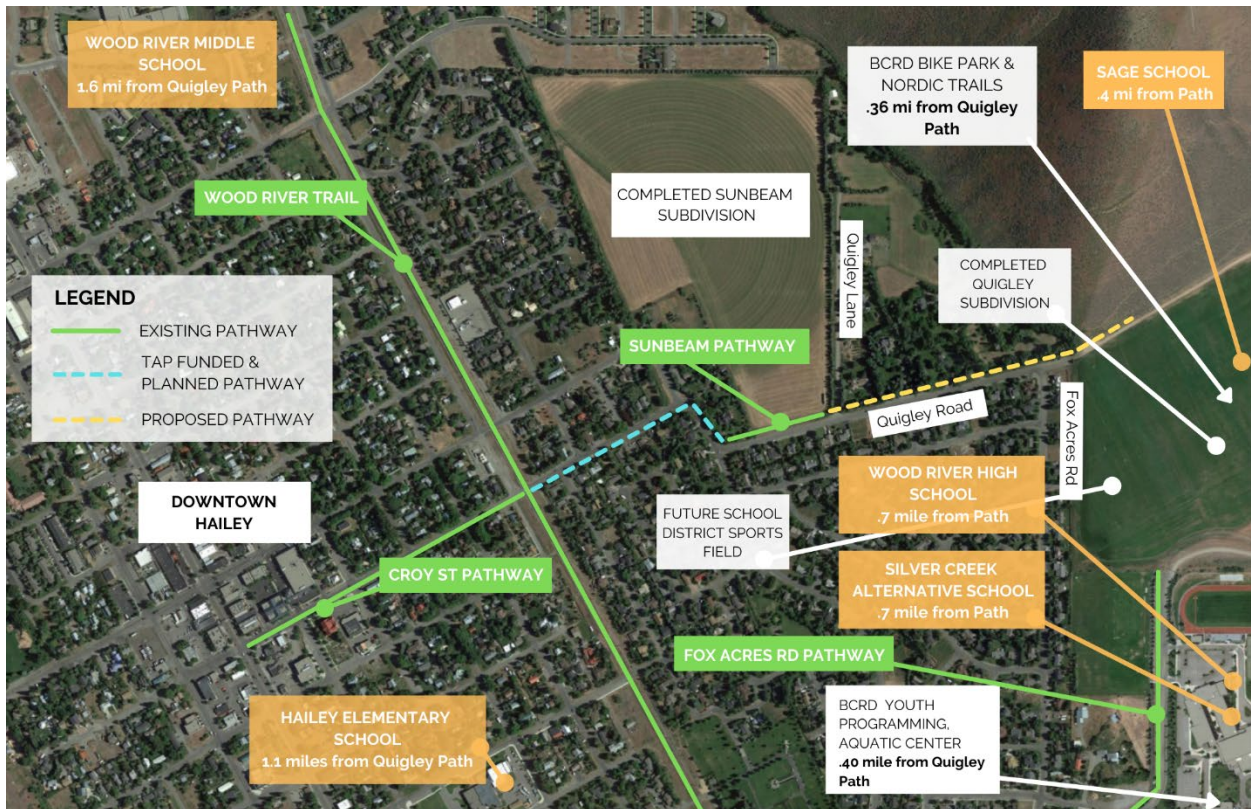 WOOD RIVER MIDDLE
SCHOOL
1.6 mi from Quigley Path
BCRD BIKE PARK &
NORDIC TRAILS
.36 mi from Quigley
Path
SAGE SCHOOL
.4 mi from Path
WOOD RIVER TRAIL
COMPLETED SUNBEAM
SUBDIVISION
Quigley Lane
COMPLETED
QUIGLEY
SUBDIVISION
LEGEND
EXISTING PATHWAY
TAP FUNDED &
PLANNED PATHWAY
PROPOSED PATHWAY
SUNBEAM PATHWAY
Quigley Road
Fox Acres Rd
DOWNTOWN
HAILEY
WOOD RIVER HIGH
SCHOOL
.7 mile from Path
FUTURE SCHOOL
DISTRICT SPORTS
FIELD
CROY ST PATHWAY
SILVER CREEK
ALTERNATIVE SCHOOL
.7 mile from Path
FOX ACRES RD PATHWAY
HAILEY ELEMENTARY
SCHOOL
1.1 miles from Quigley Path
BCRD YOUTH
PROGRAMMING,
AQUATIC CENTER
.40 mile from Quigley
Path